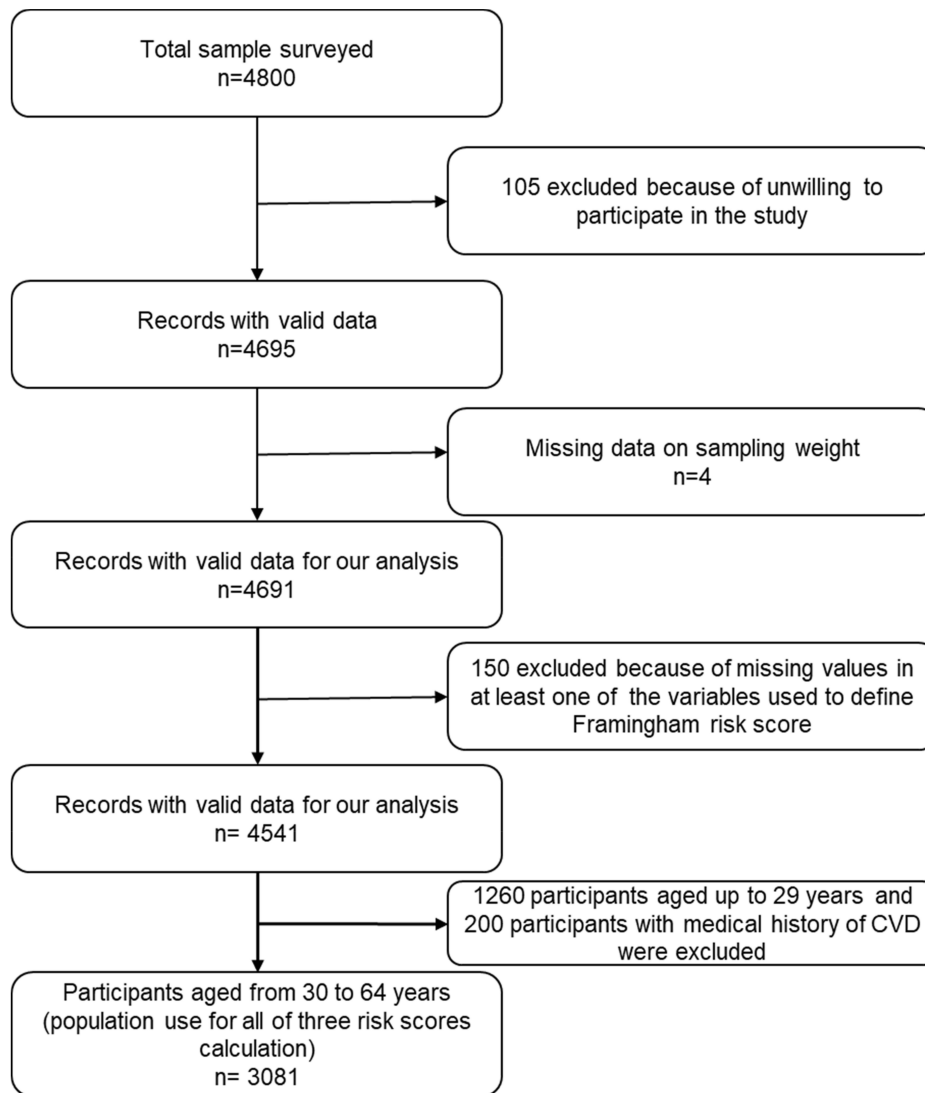 Total sample surveyed
n=4800
105 excluded because of unwilling to
participate in the study
Records with valid data
n=4695
Missing data on sampling weight
n=4
Records with valid data for our analysis
n=4691
150 excluded because of missing values in
at least one of the variables used to define
Framingham risk score
Records with valid data for our analysis
n= 4541
1260 participants aged up to 29 years and
200 participants with medical history of CVD
were excluded
Participants aged from 30 to 64 years
(population use for all of three risk scores
calculation)
n= 3081